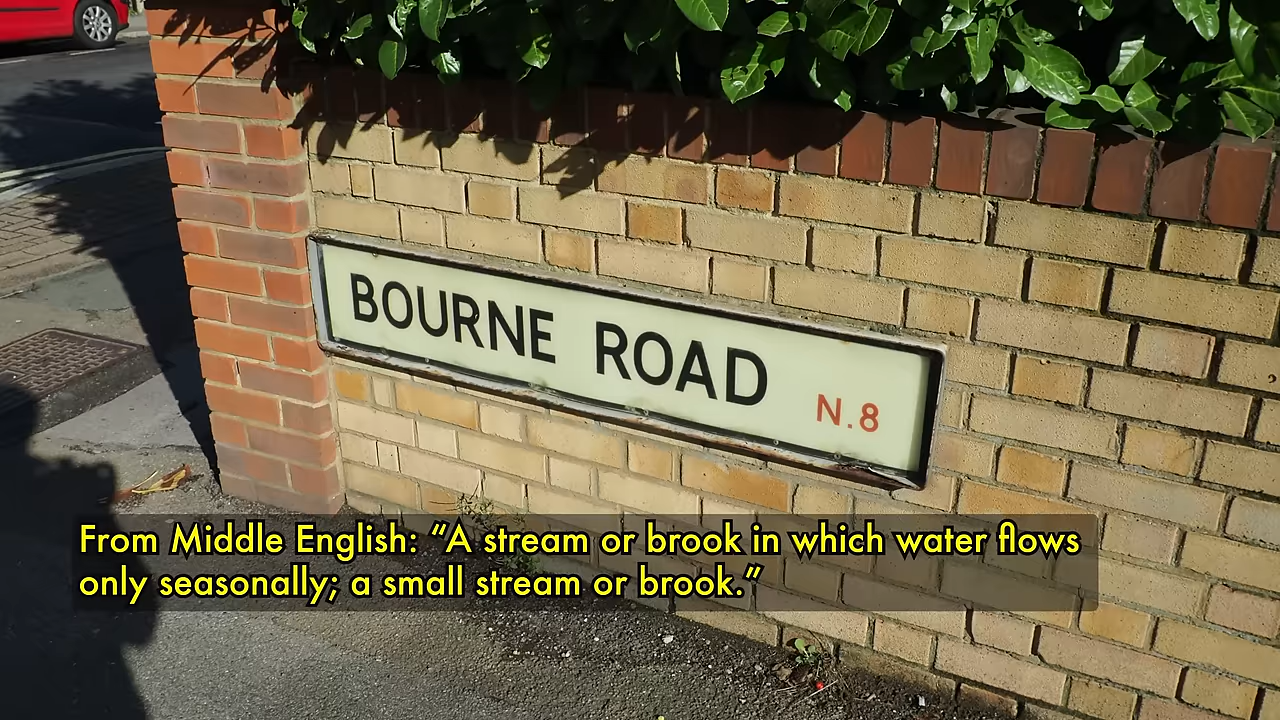 BOURNE ROAD N.8
From Middle English: “A stream or brook in which water flows
only seasonally; a small stream or brook.”